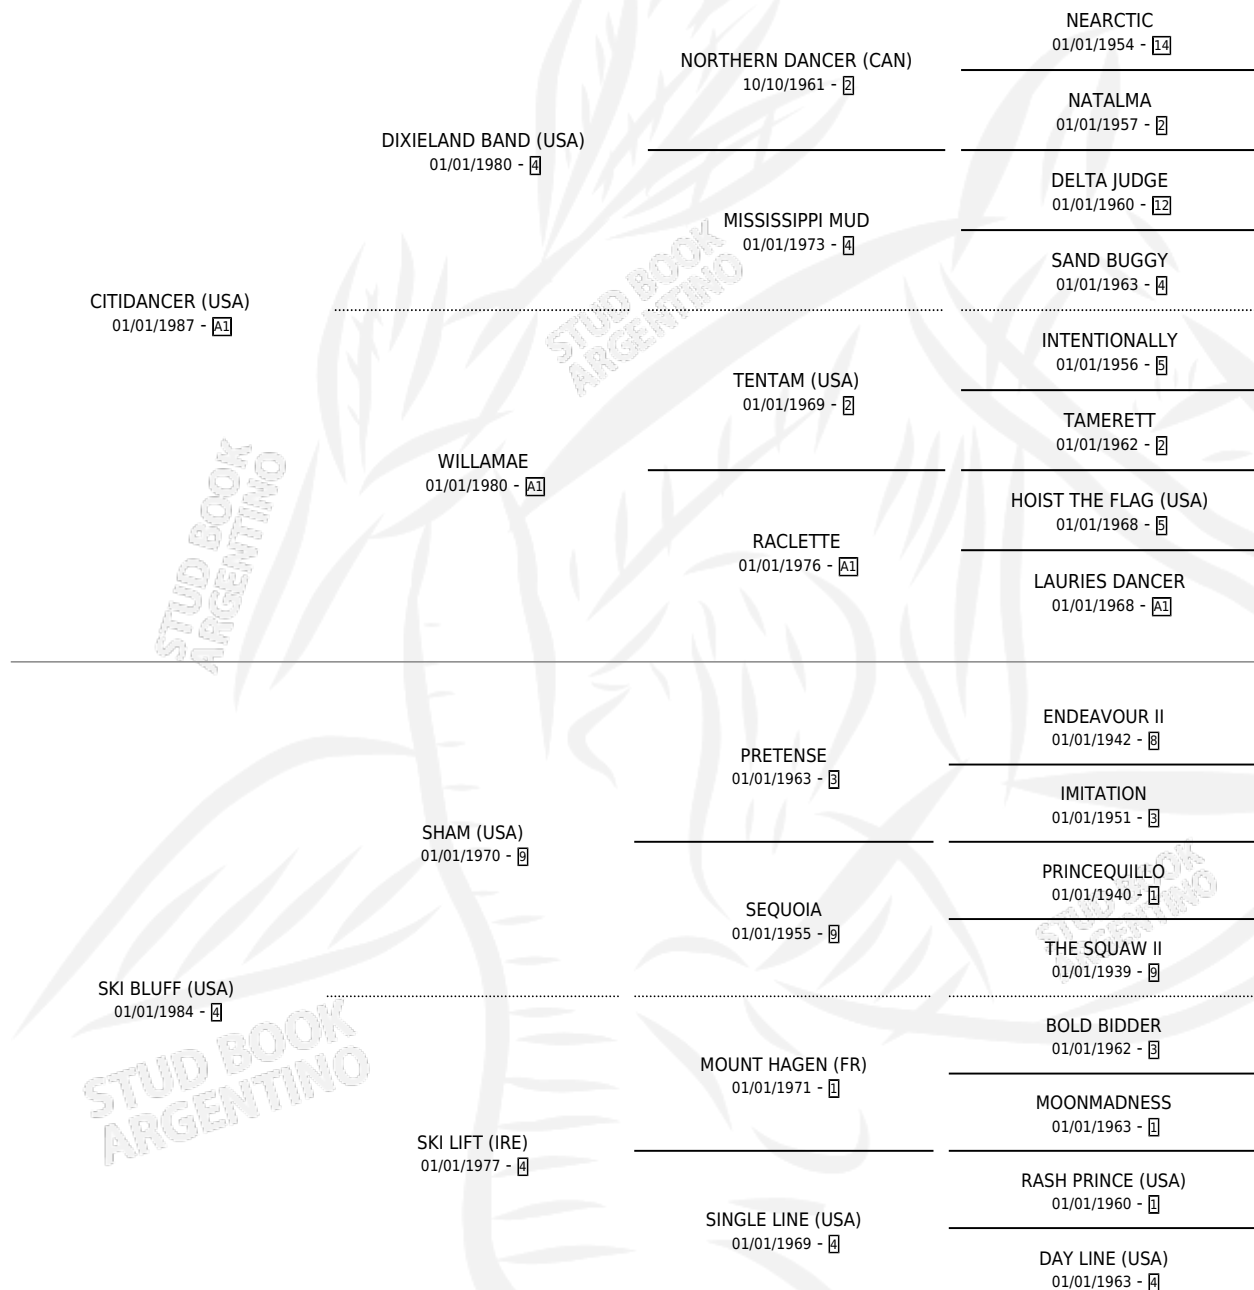 NEARCTIC
01/01/1954 - 14
NORTHERN DANCER (CAN)
10/10/1961 - 2
NATALMA
01/01/1957 - 2
DIXIELAND BAND (USA)
01/01/1980 - 4
DELTA JUDGE
01/01/1960 - 12
MISSISSIPPI MUD
01/01/1973 - 4
SAND BUGGY
01/01/1963 - 4
CITIDANCER (USA)
01/01/1987 - A1
STUD BOOK
ARGENTINO
INTENTIONALLY
01/01/1956 - 5
TENTAM (USA)
01/01/1969 - 2
TAMERETT
01/01/1962 - 2
WILLAMAE
01/01/1980 - A1
HOIST THE FLAG (USA)
01/01/1968 - 5
RACLETTE
01/01/1976 - A1
LAURIES DANCER
01/01/1968 - A1
STUD BOOK
ARGENTINO
ENDEAVOUR II
01/01/1942 - 8
PRETENSE
01/01/1963 - 3
IMITATION
01/01/1951 - 3
SHAM (USA)
01/01/1970 - 9
PRINCEQUILLO
01/01/1940 - 1
SEQUOIA
01/01/1955 - 9
THE SQUAW II
01/01/1939 - 9
STUD BOOK
ARGENTINO
SKI BLUFF (USA)
01/01/1984 - 4
BOLD BIDDER
01/01/1962 - 3
MOUNT HAGEN (FR)
01/01/1971 - 1
MOONMADNESS
01/01/1963 - 1
STUD BOOK
ARGENTINO
SKI LIFT (IRE)
01/01/1977 - 4
RASH PRINCE (USA)
01/01/1960 - 1
SINGLE LINE (USA)
01/01/1969 - 4
DAY LINE (USA)
01/01/1963 - 4